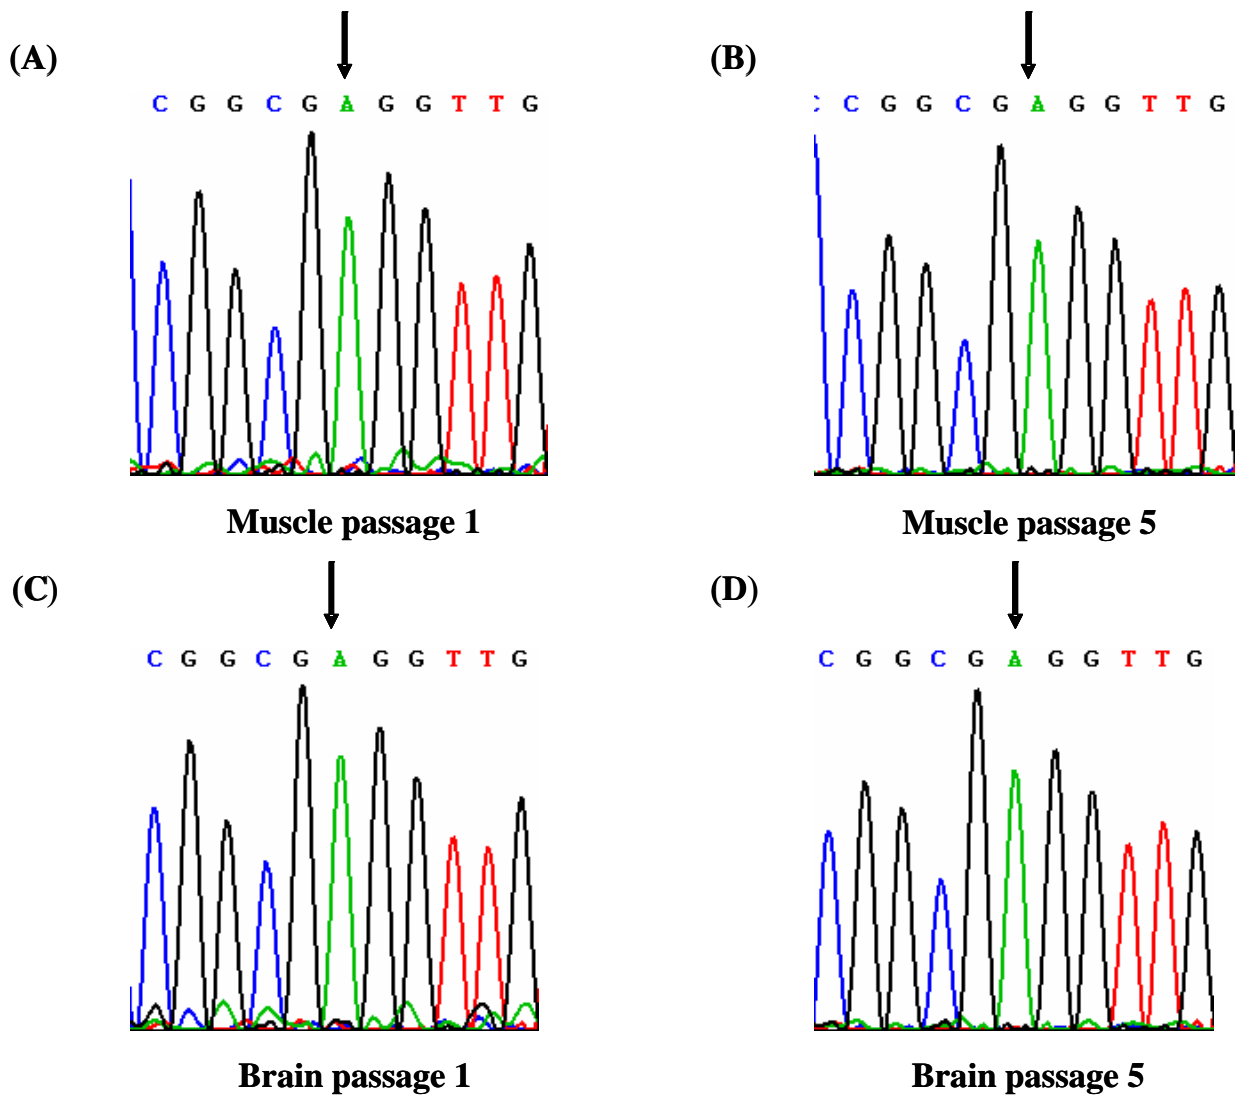 (A)
C G G C G A G G T T G
Muscle passage 1
(B)
C C G G C G A G G T T G
Muscle passage 5
(C)
C G G C G A G G T T G
Brain passage 1
(D)
C G G C G A G G T T G
Brain passage 5